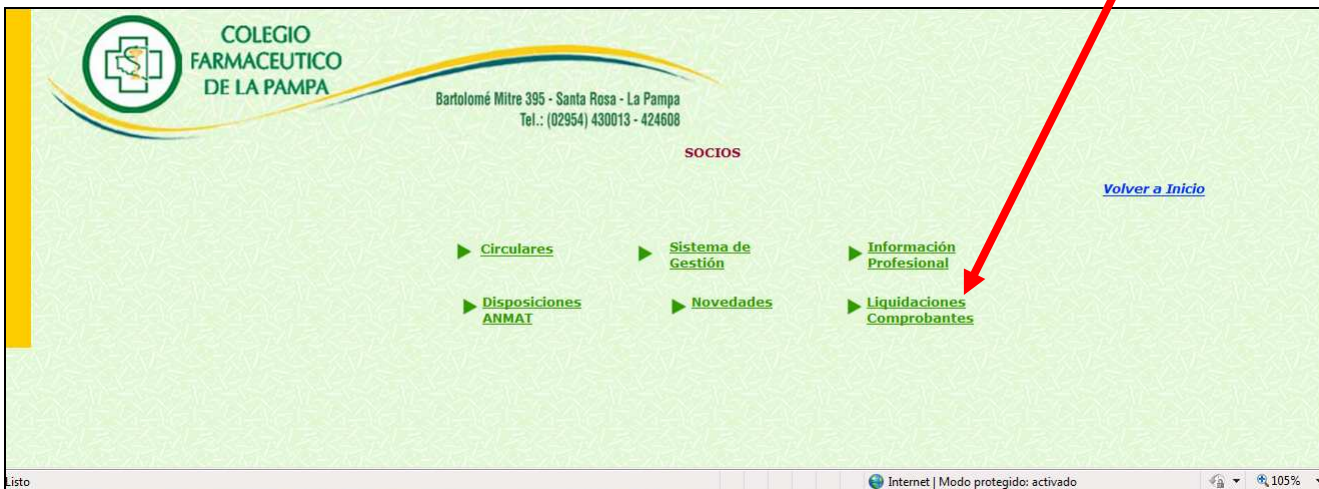 COLEGIO
FARMACEUTICO
DE LA PAMPA
Bartolomé Mitre 395 - Santa Rosa - La Pampa
Tel.: (02954) 430013 - 424608
SOCIOS
Volver a Inicio
Circulares
Sistema de
Gestión
Información
Profesional
Disposiciones
ANMAT
Novedades
Liquidaciones
Comprobantes
Listo
Internet | Modo protegido: activado
105%